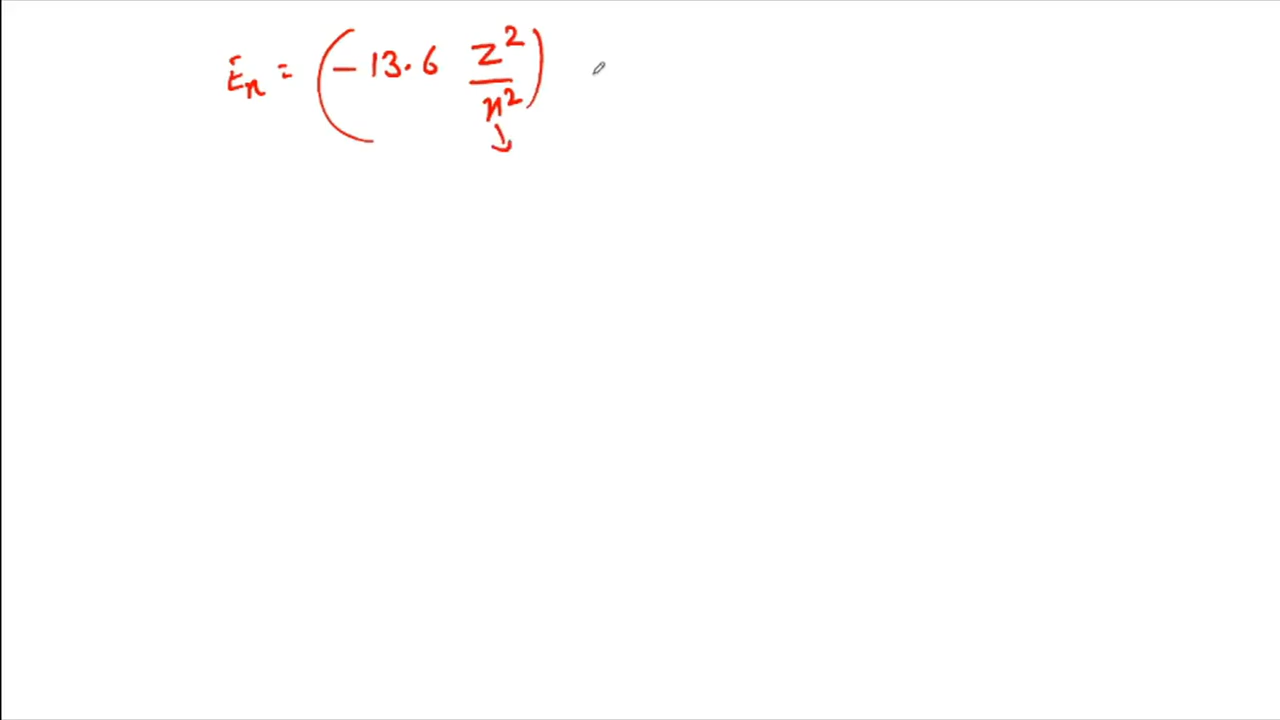 Eₙ = (-13.6 z²/n²)